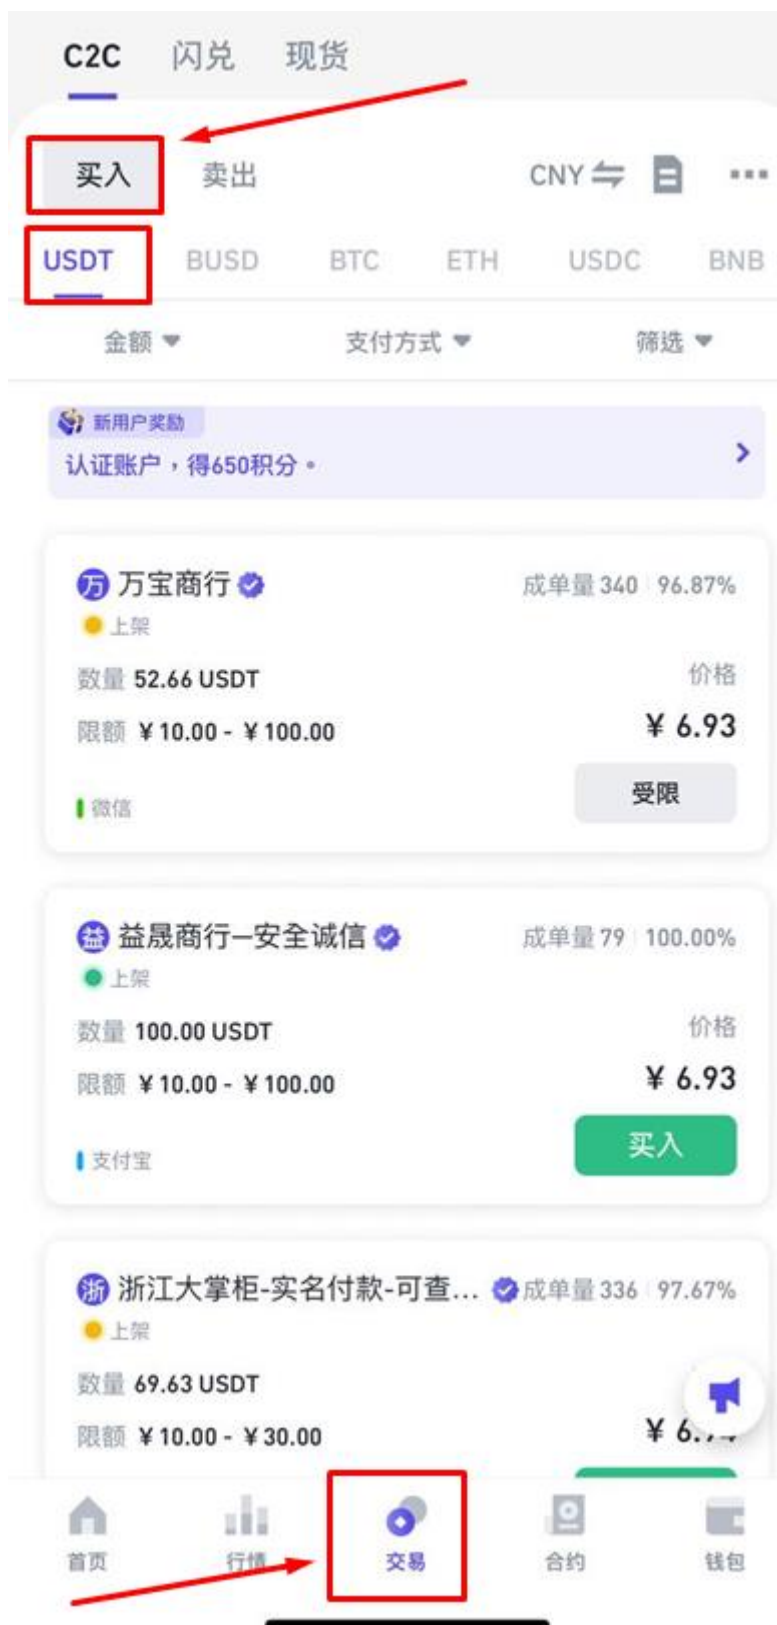 C2C 闪兑 现货
买入 卖出 CNY
USDT BUSD BTC ETH USDC BNB
金额 支付方式 筛选
新用户奖励
认证账户，得650积分。
万 万宝商行 成单量 340 96.87%
上架
数量 52.66 USDT 价格
限额 ¥10.00 - ¥100.00 ¥ 6.93
微信 受限
益 益晟商行—安全诚信 成单量 79 100.00%
上架
数量 100.00 USDT 价格
限额 ¥10.00 - ¥100.00 ¥ 6.93
支付宝 买入
浙 浙江大掌柜-实名付款-可查... 成单量 336 97.67%
上架
数量 69.63 USDT
限额 ¥10.00 - ¥30.00 ¥ 6.
首页 行情 交易 合约 钱包